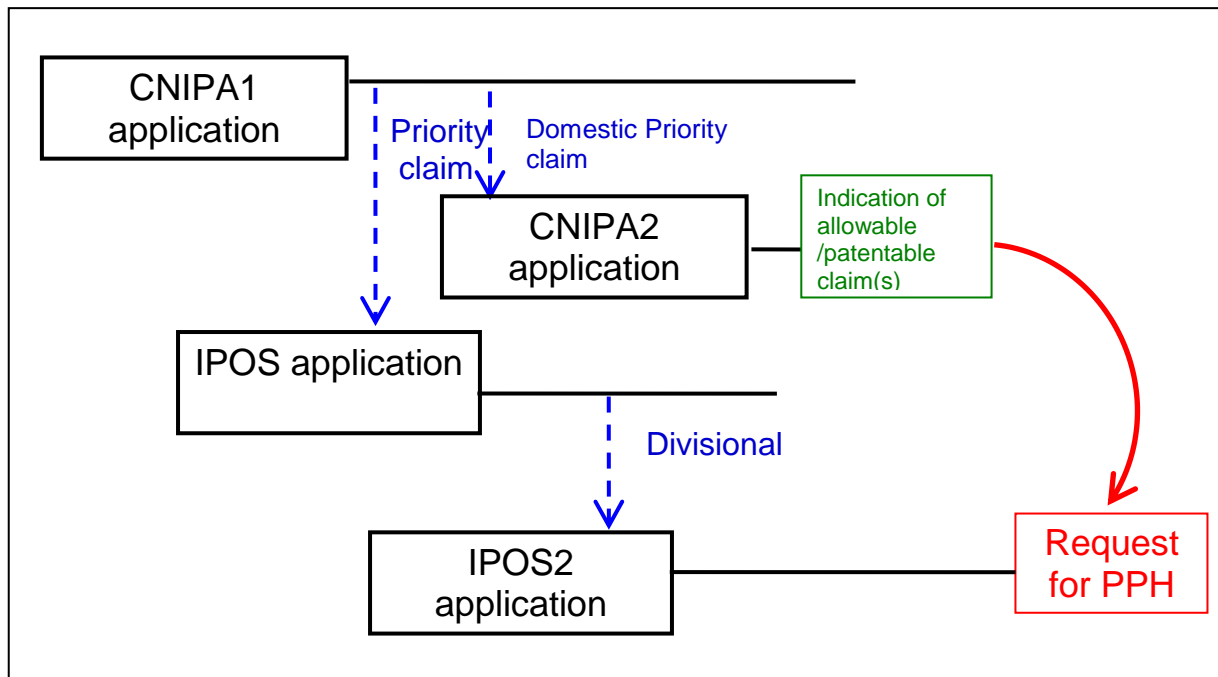 CNIPA1
application
Priority
claim
Domestic Priority
claim
CNIPA2
application
Indication of
allowable
/patentable
claim(s)
IPOS application
Divisional
IPOS2
application
Request
for PPH